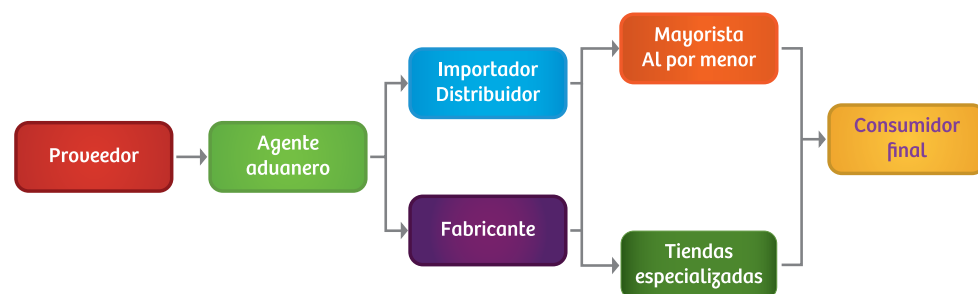 Proveedor
Agente
aduanero
Importador
Distribuidor
Fabricante
Mayorista
Al por menor
Tiendas
especializadas
Consumidor
final